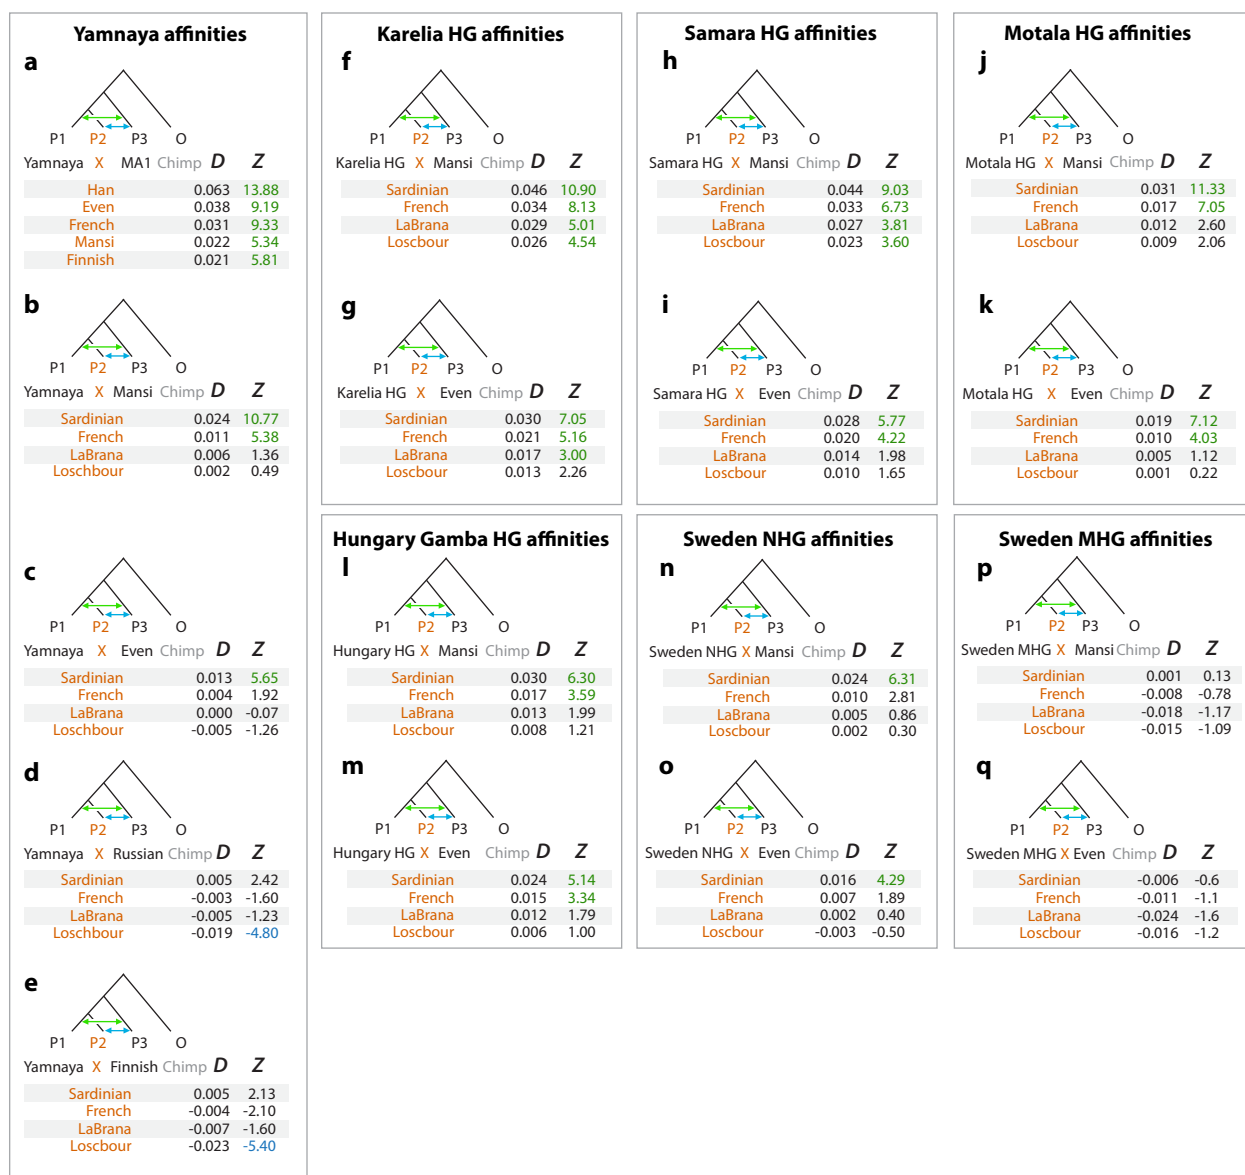 Yamnaya affinities
a
P1 P2 P3 O
Yamnaya X MA1 Chimp D Z
Han 0.063 13.88
Even 0.038 9.19
French 0.031 9.33
Mansi 0.022 5.34
Finnish 0.021 5.81
b
P1 P2 P3 O
Yamnaya X Mansi Chimp D Z
Sardinian 0.024 10.77
French 0.011 5.38
LaBrana 0.006 1.36
Loschbour 0.002 0.49
c
P1 P2 P3 O
Yamnaya X Even Chimp D Z
Sardinian 0.013 5.65
French 0.004 1.92
LaBrana 0.000 -0.07
Loschbour -0.005 -1.26
d
P1 P2 P3 O
Yamnaya X Russian Chimp D Z
Sardinian 0.005 2.42
French -0.003 -1.60
LaBrana -0.005 -1.23
Loschbour -0.019 -4.80
e
P1 P2 P3 O
Yamnaya X Finnish Chimp D Z
Sardinian 0.005 2.13
French -0.004 -2.10
LaBrana -0.007 -1.60
Loscbour -0.023 -5.40
Karelia HG affinities
f
P1 P2 P3 O
Karelia HG X Mansi Chimp D Z
Sardinian 0.046 10.90
French 0.034 8.13
LaBrana 0.029 5.01
Loscbour 0.026 4.54
g
P1 P2 P3 O
Karelia HG X Even Chimp D Z
Sardinian 0.030 7.05
French 0.021 5.16
LaBrana 0.017 3.00
Loscbour 0.013 2.26
Samara HG affinities
h
P1 P2 P3 O
Samara HG X Mansi Chimp D Z
Sardinian 0.044 9.03
French 0.033 6.73
LaBrana 0.027 3.81
Loscbour 0.023 3.60
i
P1 P2 P3 O
Samara HG X Even Chimp D Z
Sardinian 0.028 5.77
French 0.020 4.22
LaBrana 0.014 1.98
Loscbour 0.010 1.65
Motala HG affinities
j
P1 P2 P3 O
Motala HG X Mansi Chimp D Z
Sardinian 0.031 11.33
French 0.017 7.05
LaBrana 0.012 2.60
Loscbour 0.009 2.06
k
P1 P2 P3 O
Motala HG X Even Chimp D Z
Sardinian 0.019 7.12
French 0.010 4.03
LaBrana 0.005 1.12
Loscbour 0.001 0.22
Hungary Gamba HG affinities
l
P1 P2 P3 O
Hungary HG X Mansi Chimp D Z
Sardinian 0.030 6.30
French 0.017 3.59
LaBrana 0.013 1.99
Loscbour 0.008 1.21
m
P1 P2 P3 O
Hungary HG X Even Chimp D Z
Sardinian 0.024 5.14
French 0.015 3.34
LaBrana 0.012 1.79
Loscbour 0.006 1.00
Sweden NHG affinities
n
P1 P2 P3 O
Sweden NHG X Mansi Chimp D Z
Sardinian 0.024 6.31
French 0.010 2.81
LaBrana 0.005 0.86
Loscbour 0.002 0.30
o
P1 P2 P3 O
Sweden NHG X Even Chimp D Z
Sardinian 0.016 4.29
French 0.007 1.89
LaBrana 0.002 0.40
Loscbour -0.003 -0.50
Sweden MHG affinities
p
P1 P2 P3 O
Sweden MHG X Mansi Chimp D Z
Sardinian 0.001 0.13
French -0.008 -0.78
LaBrana -0.018 -1.17
Loscbour -0.015 -1.09
q
P1 P2 P3 O
Sweden MHG X Even Chimp D Z
Sardinian -0.006 -0.6
French -0.011 -1.1
LaBrana -0.024 -1.6
Loscbour -0.016 -1.2